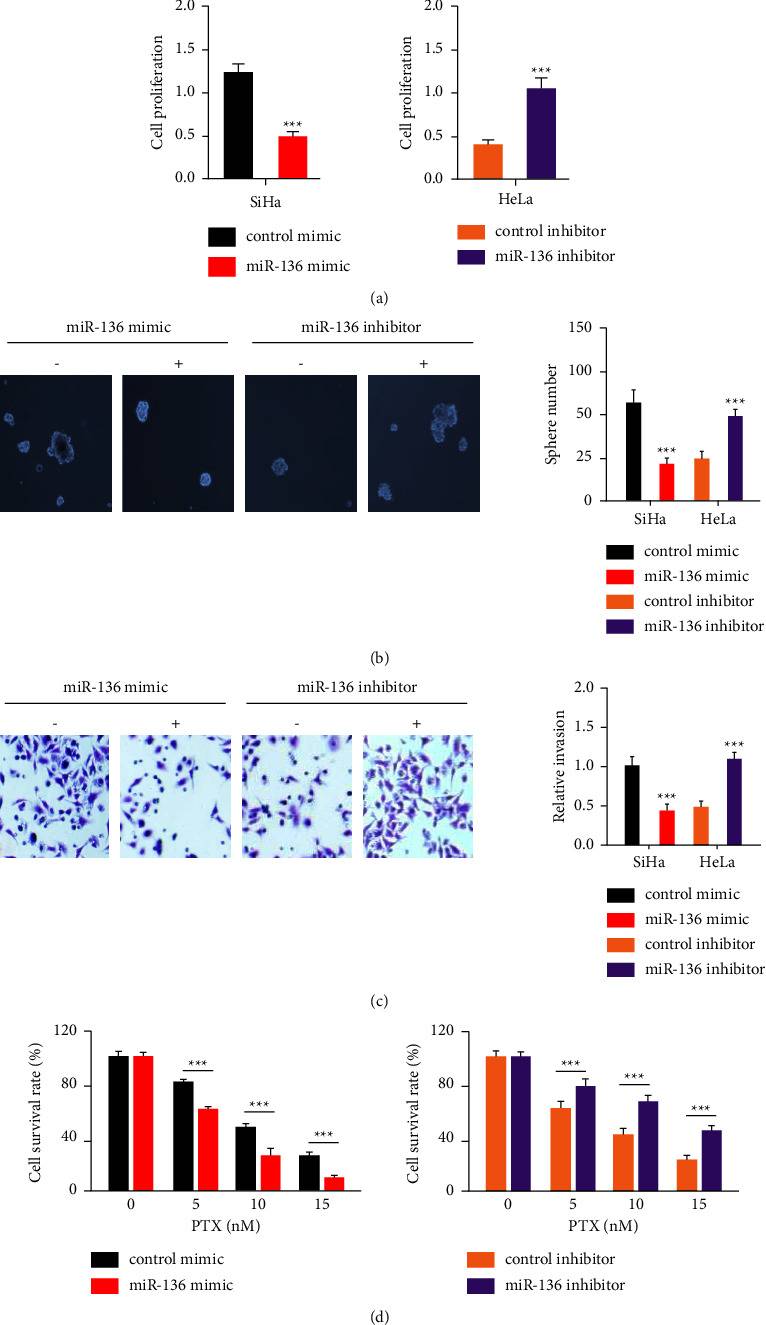 2.0
1.5
1.0
0.5
0.0
Cell proliferation
***
SiHa
control mimic
miR-136 mimic
2.0
1.5
1.0
0.5
0.0
Cell proliferation
***
HeLa
control inhibitor
miR-136 inhibitor
(a)
miR-136 mimic
miR-136 inhibitor
- + - +
150
100
50
25
0
Sphere number
*** ***
SiHa HeLa
control mimic
miR-136 mimic
control inhibitor
miR-136 inhibitor
(b)
miR-136 mimic
miR-136 inhibitor
- + - +
2.0
1.5
1.0
0.5
0.0
Relative invasion
*** ***
SiHa HeLa
control mimic
miR-136 mimic
control inhibitor
miR-136 inhibitor
(c)
120
80
40
0
Cell survival rate (%)
*** *** ***
0 5 10 15
PTX (nM)
control mimic
miR-136 mimic
120
80
40
0
Cell survival rate (%)
*** *** ***
0 5 10 15
PTX (nM)
control inhibitor
miR-136 inhibitor
(d)